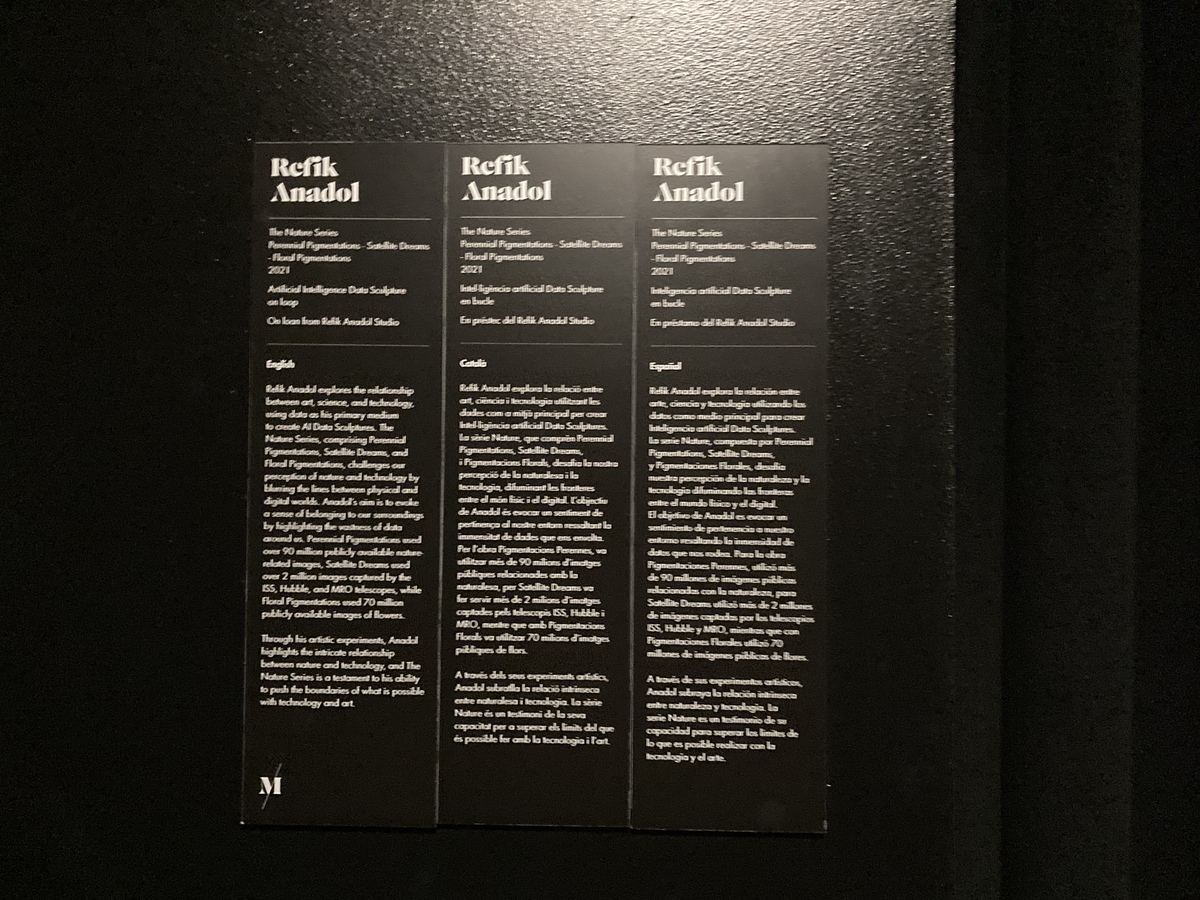 Refik
Anadol
The Nature Series
Perennial Pigmentations - Satellite Dreams
- Floral Pigmentations
2021
Artificial Intelligence Data Sculpture
on loop
On loan from Refik Anadol Studio
English
Refik Anadol explores the relationship
between art, science, and technology,
using data as his primary medium
to create AI Data Sculptures. The
Nature Series, comprising Perennial
Pigmentations, Satellite Dreams, and
Floral Pigmentations, challenges our
perception of nature and technology by
blurring the lines between physical and
digital worlds. Anadol's aim is to evoke
a sense of belonging to our surroundings
by highlighting the vastness of data
around us. Perennial Pigmentations used
over 90 million publicly available nature-
related images, Satellite Dreams used
over 2 million images captured by the
ISS, Hubble, and MRO telescopes, while
Floral Pigmentations used 70 million
publicly available images of flowers.
Through his artistic experiments, Anadol
highlights the intricate relationship
between nature and technology, and The
Nature Series is a testament to his ability
to push the boundaries of what is possible
with technology and art.
M
Refik
Anadol
The Nature Series
Perennial Pigmentations - Satellite Dreams
- Floral Pigmentations
2021
Intel·ligència artificial Data Sculpture
en bucle
En préstec del Refik Anadol Studio
Català
Refik Anadol explora la relació entre
art, ciència i tecnologia utilitzant les
dades com a mitjà principal per crear
Intel·ligència artificial Data Sculptures.
La sèrie Nature, que comprèn Perennial
Pigmentations, Satellite Dreams,
i Pigmentacions Florals, desafia la nostra
percepció de la naturalesa i la
tecnologia, difuminant les fronteres
entre el món físic i el digital. L'objectiu
de Anadol és evocar un sentiment de
pertinença al nostre entorn ressaltant la
immensitat de dades que ens envolta.
Per l'obra Pigmentacions Perennes, va
utilitzar més de 90 milions d'imatges
públiques relacionades amb la
naturalesa, per Satellite Dreams va
fer servir més de 2 milions d'imatges
captades pels telescopis ISS, Hubble i
MRO, mentre que amb Pigmentacions
Florals va utilitzar 70 milions d'imatges
públiques de flors.
A través dels seus experiments artístics,
Anadol subratlla la relació intrínseca
entre naturalesa i tecnologia. La sèrie
Nature és un testimoni de la seva
capacitat per a superar els límits del que
és possible fer amb la tecnologia i l'art.
Refik
Anadol
The Nature Series
Perennial Pigmentations - Satellite Dreams
- Floral Pigmentations
2021
Inteligencia artificial Data Sculpture
en bucle
En préstamo del Refik Anadol Studio
Español
Refik Anadol explora la relación entre
arte, ciencia y tecnología utilizando los
datos como medio principal para crear
Inteligencia artificial Data Sculptures.
La serie Nature, compuesta por Perennial
Pigmentations, Satellite Dreams,
y Pigmentaciones Florales, desafía
nuestra percepción de la naturaleza y la
tecnología difuminando las fronteras
entre el mundo físico y el digital.
El objetivo de Anadol es evocar un
sentimiento de pertenencia a nuestro
entorno resaltando la inmensidad de
datos que nos rodea. Para la obra
Pigmentaciones Perennes, utilizó más
de 90 millones de imágenes públicas
relacionadas con la naturaleza, para
Satellite Dreams utilizó más de 2 millones
de imágenes captadas por los telescopios
ISS, Hubble y MRO, mientras que con
Pigmentaciones Florales utilizó 70
millones de imágenes públicas de flores.
A través de sus experimentos artísticos,
Anadol subraya la relación intrínseca
entre naturaleza y tecnología. La
serie Nature es un testimonio de su
capacidad para superar los límites de
lo que es posible realizar con la
tecnología y el arte.